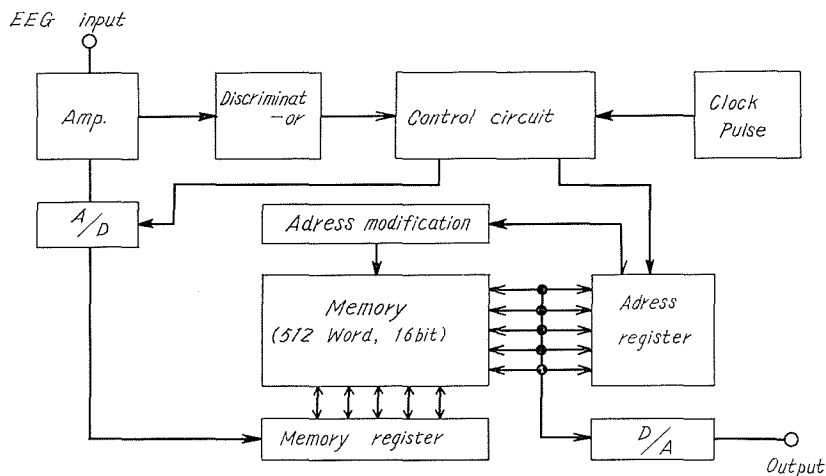 EEG input
Amp.
Discriminat
-or
Control circuit
Clock
Pulse
A/D
Adress modification
Memory
(512 Word, 16bit)
Adress
register
Memory register
D/A
Output